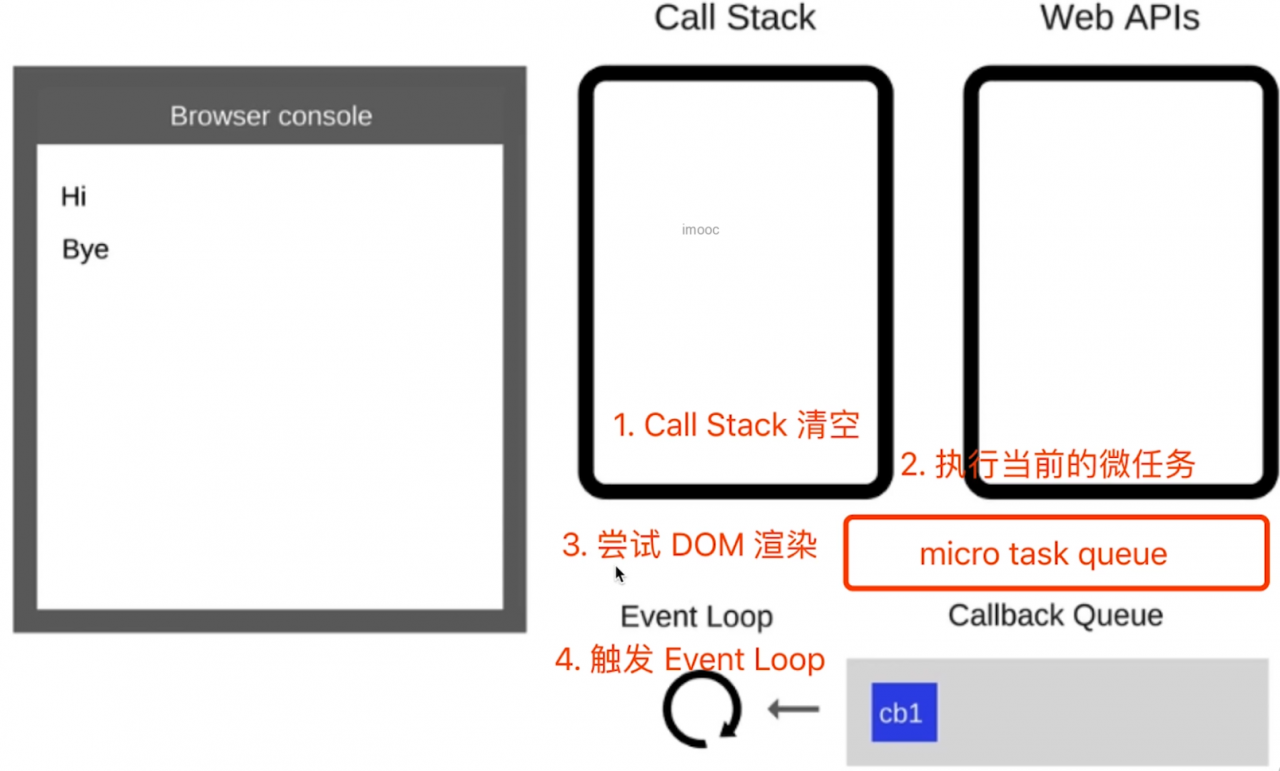 Call Stack
Web APIs
Browser console
Hi
Bye
imooc
1. Call Stack 清空
2. 执行当前的微任务
3. 尝试 DOM 渲染
micro task queue
Event Loop
Callback Queue
4. 触发 Event Loop
cb1